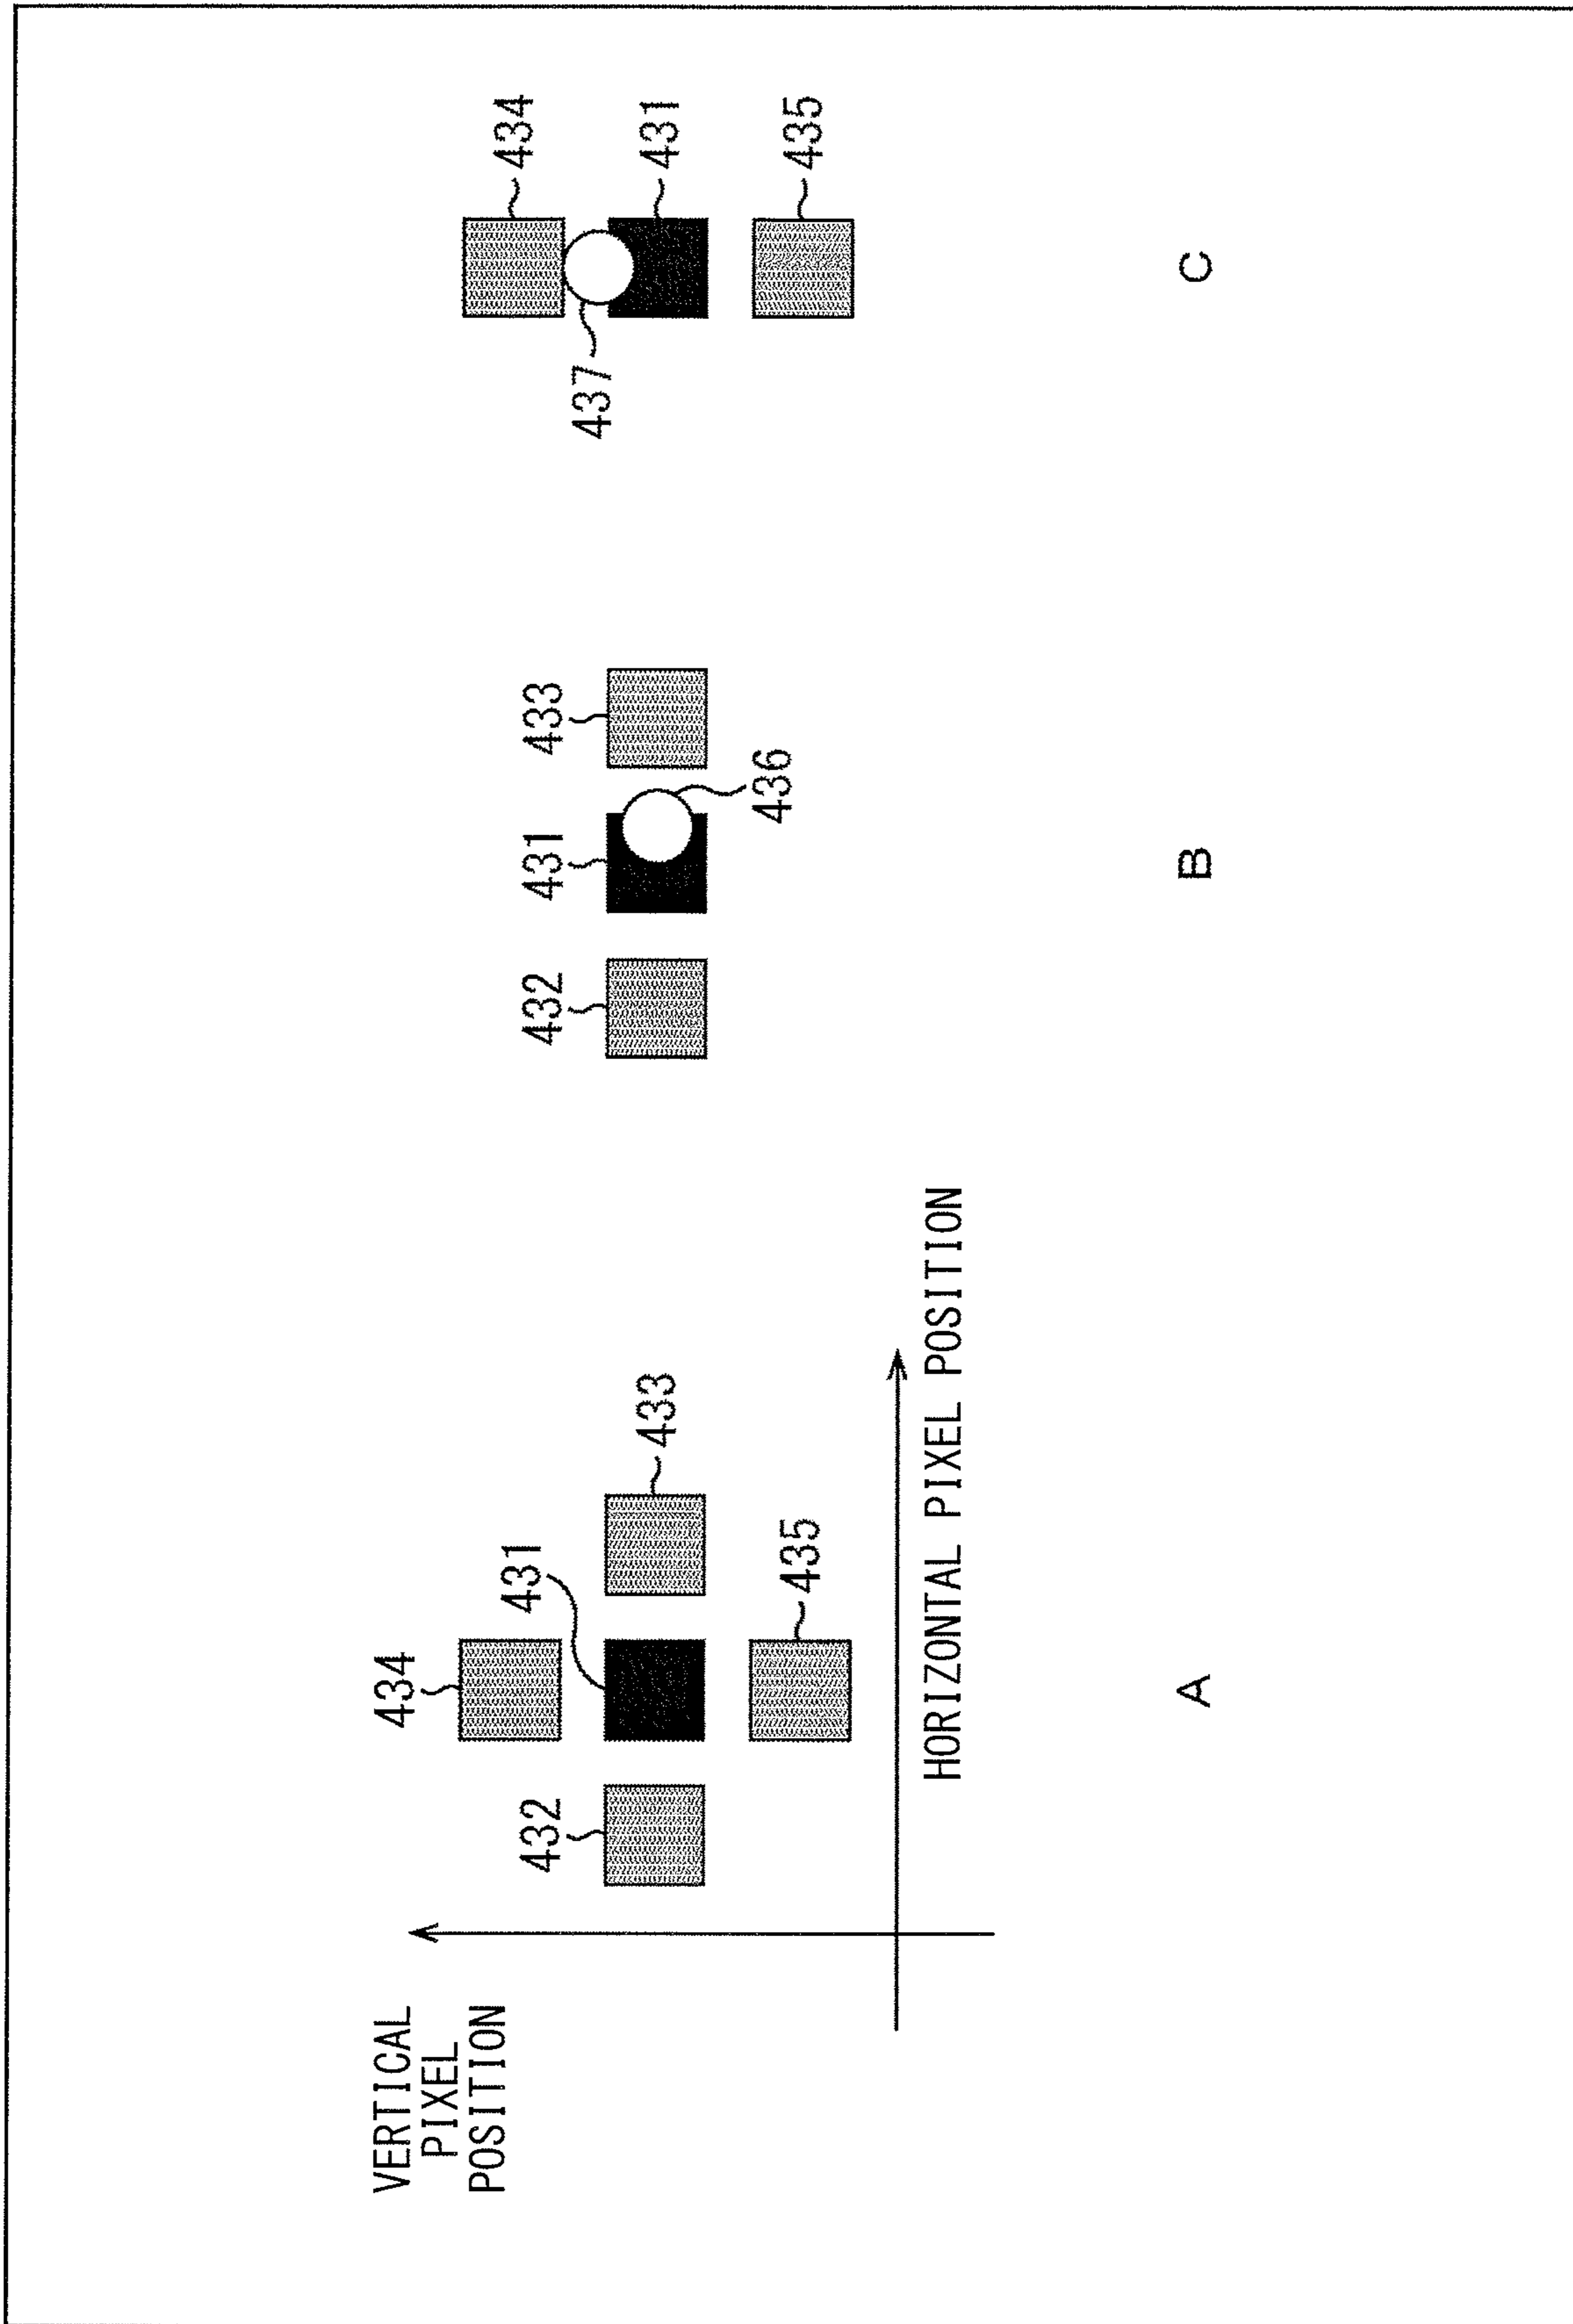 VERTICAL
PIXEL
POSITION
434
431
432
433
435
HORIZONTAL PIXEL POSITION
A
432
431
433
436
B
434
437
431
435
C